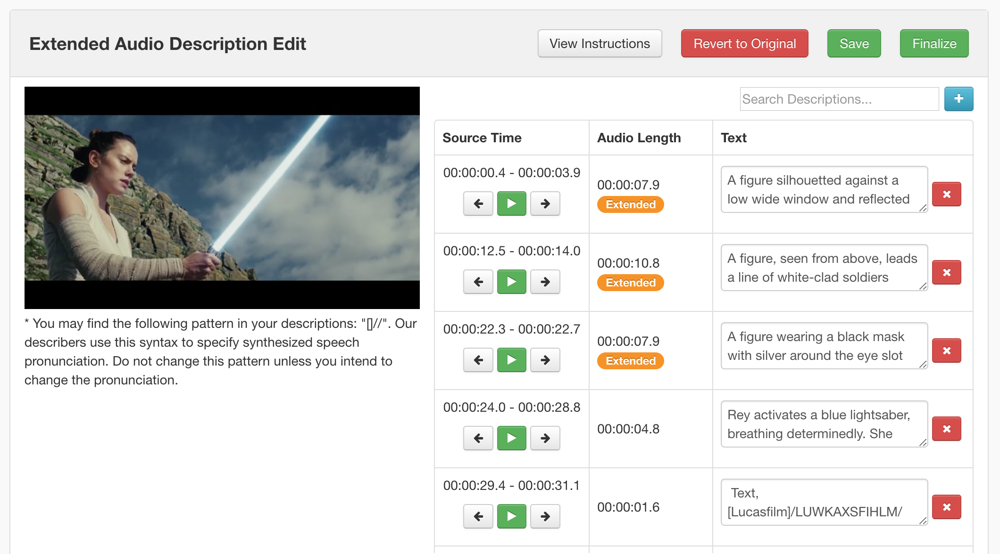 Extended Audio Description Edit
View Instructions
Revert to Original
Save
Finalize
Search Descriptions...
Source Time
Audio Length
Text
00:00:00.4 - 00:00:03.9
00:00:07.9
Extended
A figure silhouetted against a
low wide window and reflected
00:00:12.5 - 00:00:14.0
00:00:10.8
Extended
A figure, seen from above, leads
a line of white-clad soldiers
00:00:22.3 - 00:00:22.7
00:00:07.9
Extended
A figure wearing a black mask
with silver around the eye slot
00:00:24.0 - 00:00:28.8
00:00:04.8
Rey activates a blue lightsaber,
breathing determinedly. She
00:00:29.4 - 00:00:31.1
00:00:01.6
Text,
[Lucasfilm]/LUWKAXSFIHLM/
* You may find the following pattern in your descriptions: "[]//". Our
describers use this syntax to specify synthesized speech
pronunciation. Do not change this pattern unless you intend to
change the pronunciation.